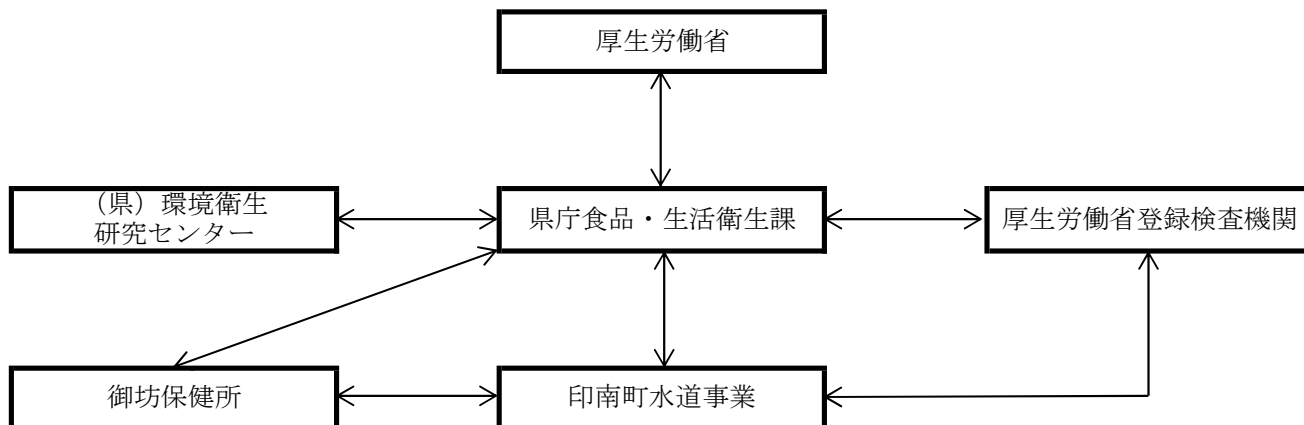 厚生労働省
（県）環境衛生
研究センター
県庁食品・生活衛生課
厚生労働省登録検査機関
御坊保健所
印南町水道事業